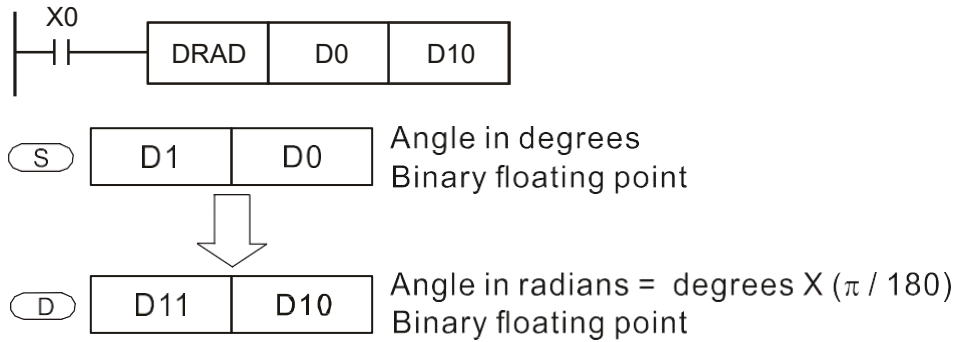 X0
DRAD D0 D10
S D1 D0 Angle in degrees
Binary floating point
D D11 D10 Angle in radians = degrees X (π / 180)
Binary floating point